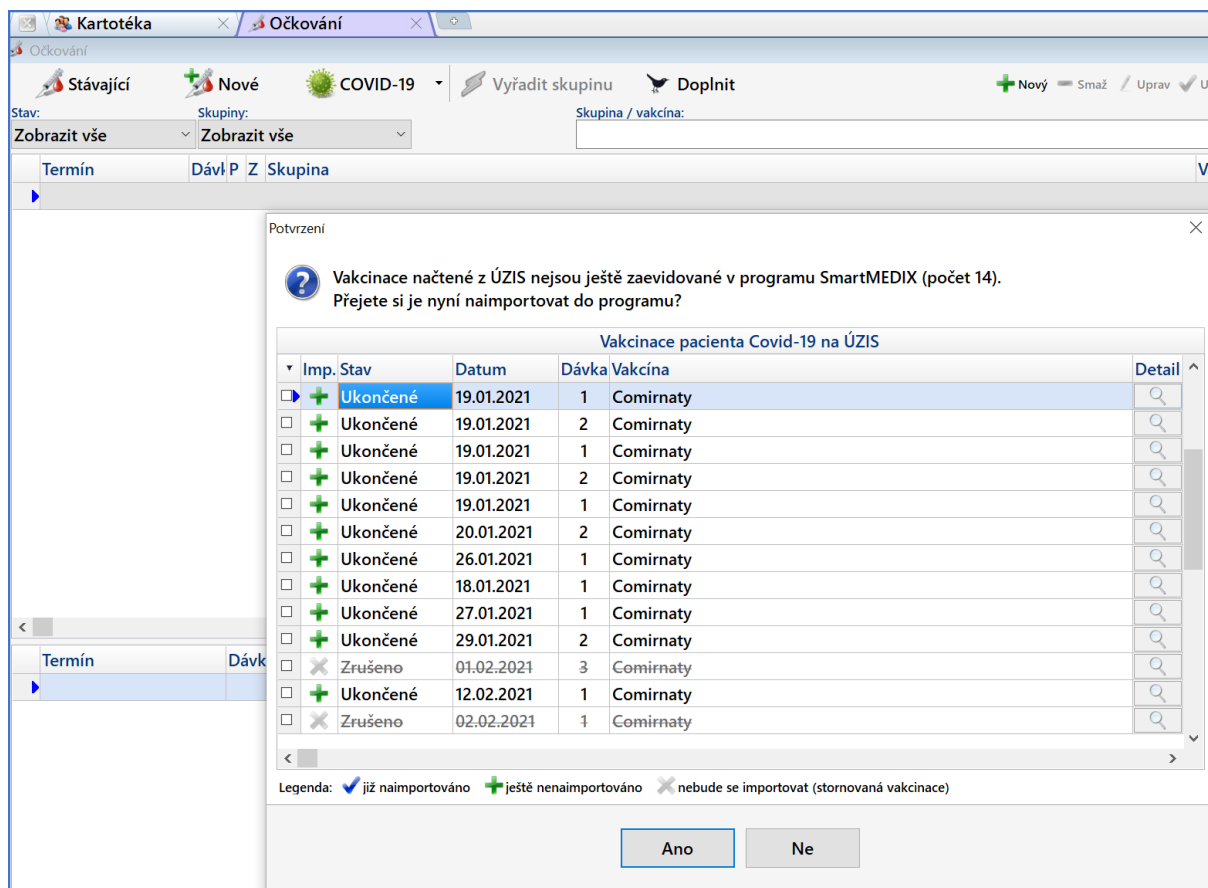 Kartotéka Očkování
Očkování
Stávající Nové COVID-19 Vyřadit skupinu Doplnit Nový Smaž Uprav U
Stav: Skupiny: Skupina / vakcína:
Zobrazit vše Zobrazit vše
Termín Dávk P Z Skupina V
Potvrzení
Vakcinace načtené z ÚZIS nejsou ještě zaevidované v programu SmartMEDIX (počet 14).
Přejete si je nyní naimportovat do programu?
Vakcinace pacienta Covid-19 na ÚZIS
Imp. Stav Datum Dávka Vakcína Detail
Ukončené 19.01.2021 1 Comirnaty
Ukončené 19.01.2021 2 Comirnaty
Ukončené 19.01.2021 1 Comirnaty
Ukončené 19.01.2021 2 Comirnaty
Ukončené 19.01.2021 1 Comirnaty
Ukončené 20.01.2021 2 Comirnaty
Ukončené 26.01.2021 1 Comirnaty
Ukončené 18.01.2021 1 Comirnaty
Ukončené 27.01.2021 1 Comirnaty
Ukončené 29.01.2021 2 Comirnaty
Zrušeno 01.02.2021 3 Comirnaty
Ukončené 12.02.2021 1 Comirnaty
Zrušeno 02.02.2021 1 Comirnaty
Termín Dávk
Legenda: již naimportováno ještě nenaimportováno nebude se importovat (stornovaná vakcinace)
Ano Ne